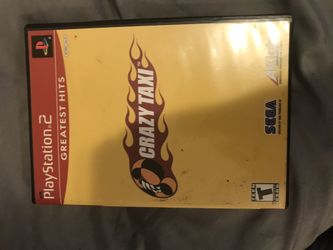 PlayStation 2
GREATEST HITS
CRAZY TAXI
SEGA
T